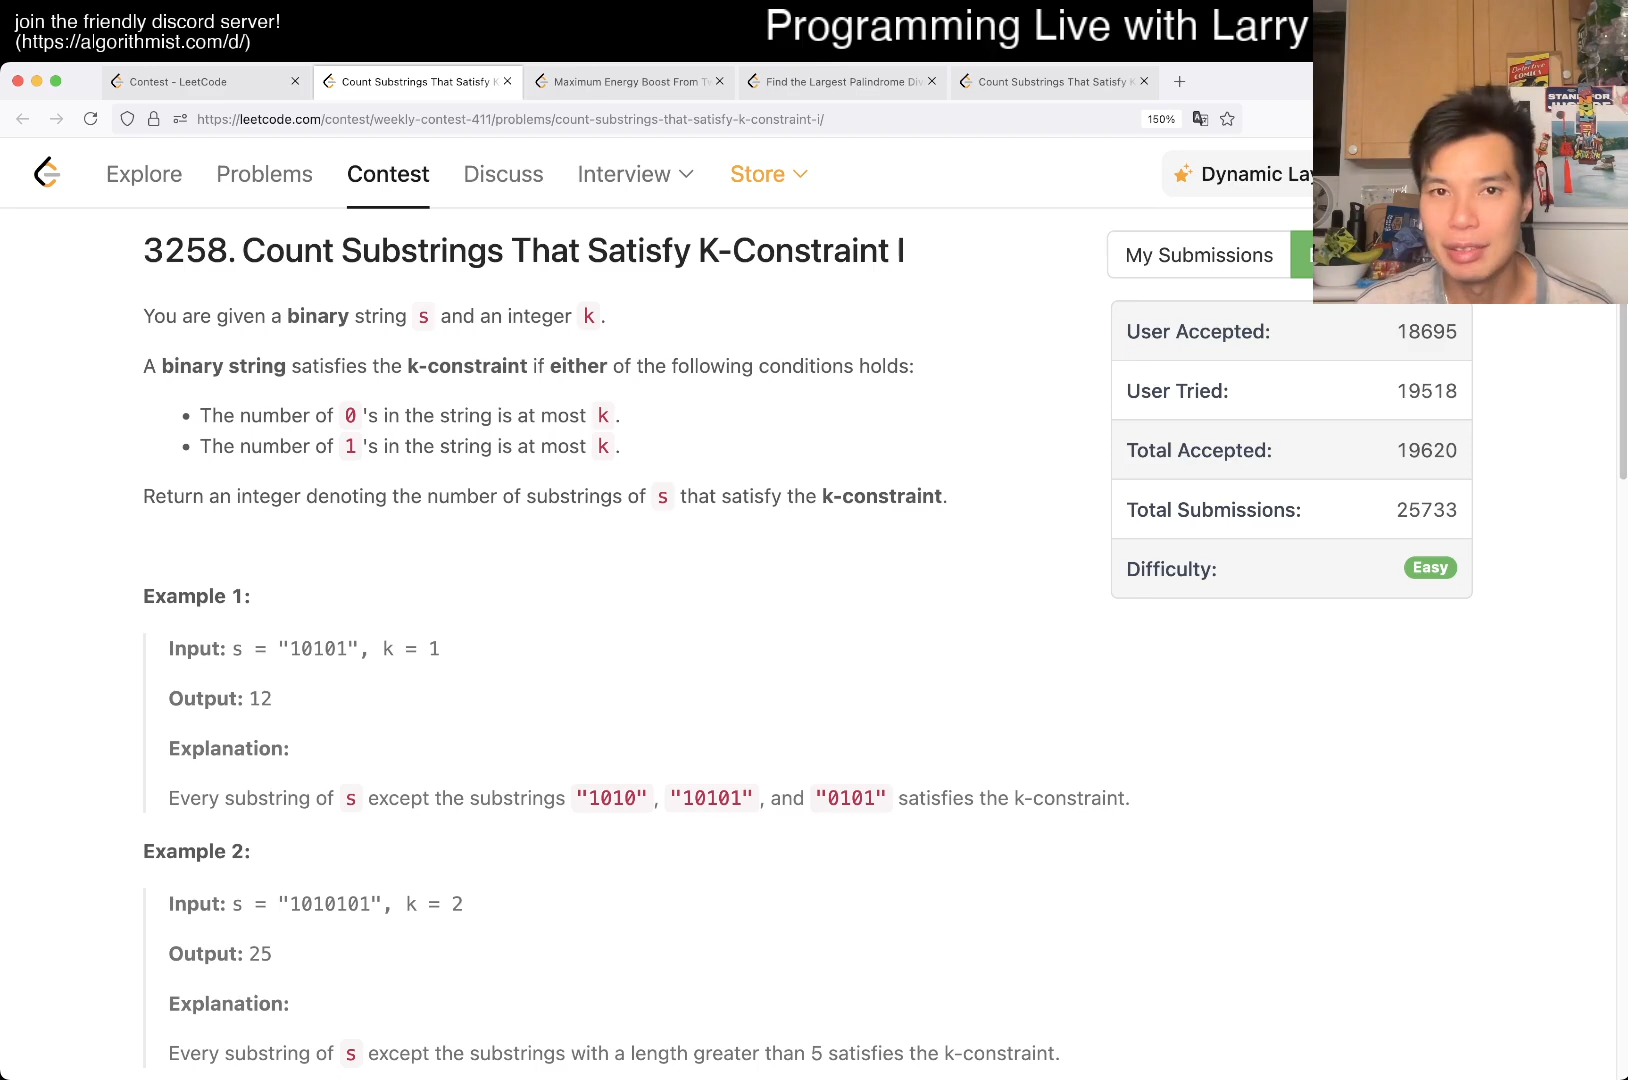 join the friendly discord server!
(https://algorithmist.com/d/)
Programming Live with Larry
Contest - LeetCode
Count Substrings That Satisfy K
Maximum Energy Boost From T
Find the Largest Palindrome Div
Count Substrings That Satisfy K
https://leetcode.com/contest/weekly-contest-411/problems/count-substrings-that-satisfy-k-constraint-i/
150%
Explore
Problems
Contest
Discuss
Interview
Store
Dynamic Lay
3258. Count Substrings That Satisfy K-Constraint I
My Submissions
You are given a binary string s and an integer k.
A binary string satisfies the k-constraint if either of the following conditions holds:
• The number of 0's in the string is at most k.
• The number of 1's in the string is at most k.
Return an integer denoting the number of substrings of s that satisfy the k-constraint.
User Accepted: 18695
User Tried: 19518
Total Accepted: 19620
Total Submissions: 25733
Difficulty: Easy
Example 1:
Input: s = "10101", k = 1
Output: 12
Explanation:
Every substring of s except the substrings "1010", "10101", and "0101" satisfies the k-constraint.
Example 2:
Input: s = "1010101", k = 2
Output: 25
Explanation:
Every substring of s except the substrings with a length greater than 5 satisfies the k-constraint.